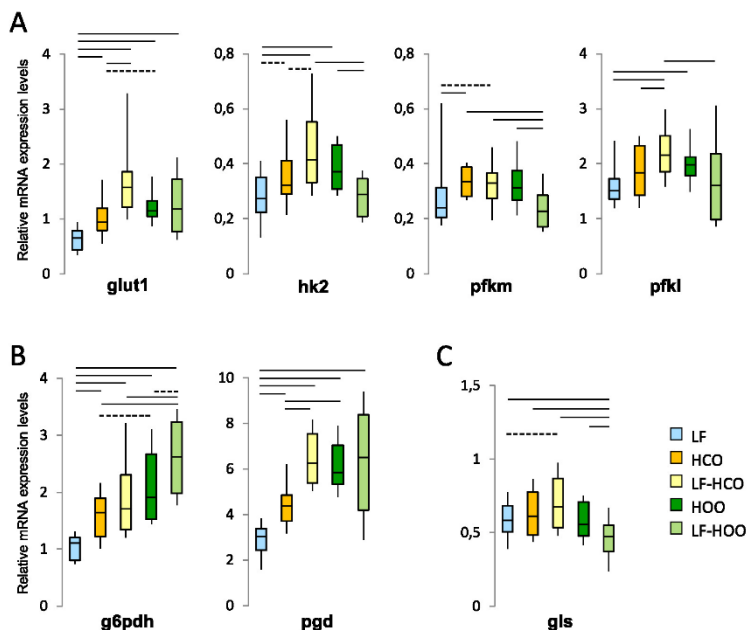 A
Relative mRNA expression levels
4
3
2
1
0
glut1
0,8
0,6
0,4
0,2
0
hk2
0,8
0,6
0,4
0,2
0
pfkm
4
3
2
1
0
pfkl
B
Relative mRNA expression levels
4
3
2
1
0
g6pdh
10
8
6
4
2
0
pgd
C
1,5
1
0,5
0
gls
LF
HCO
LF-HCO
HOO
LF-HOO